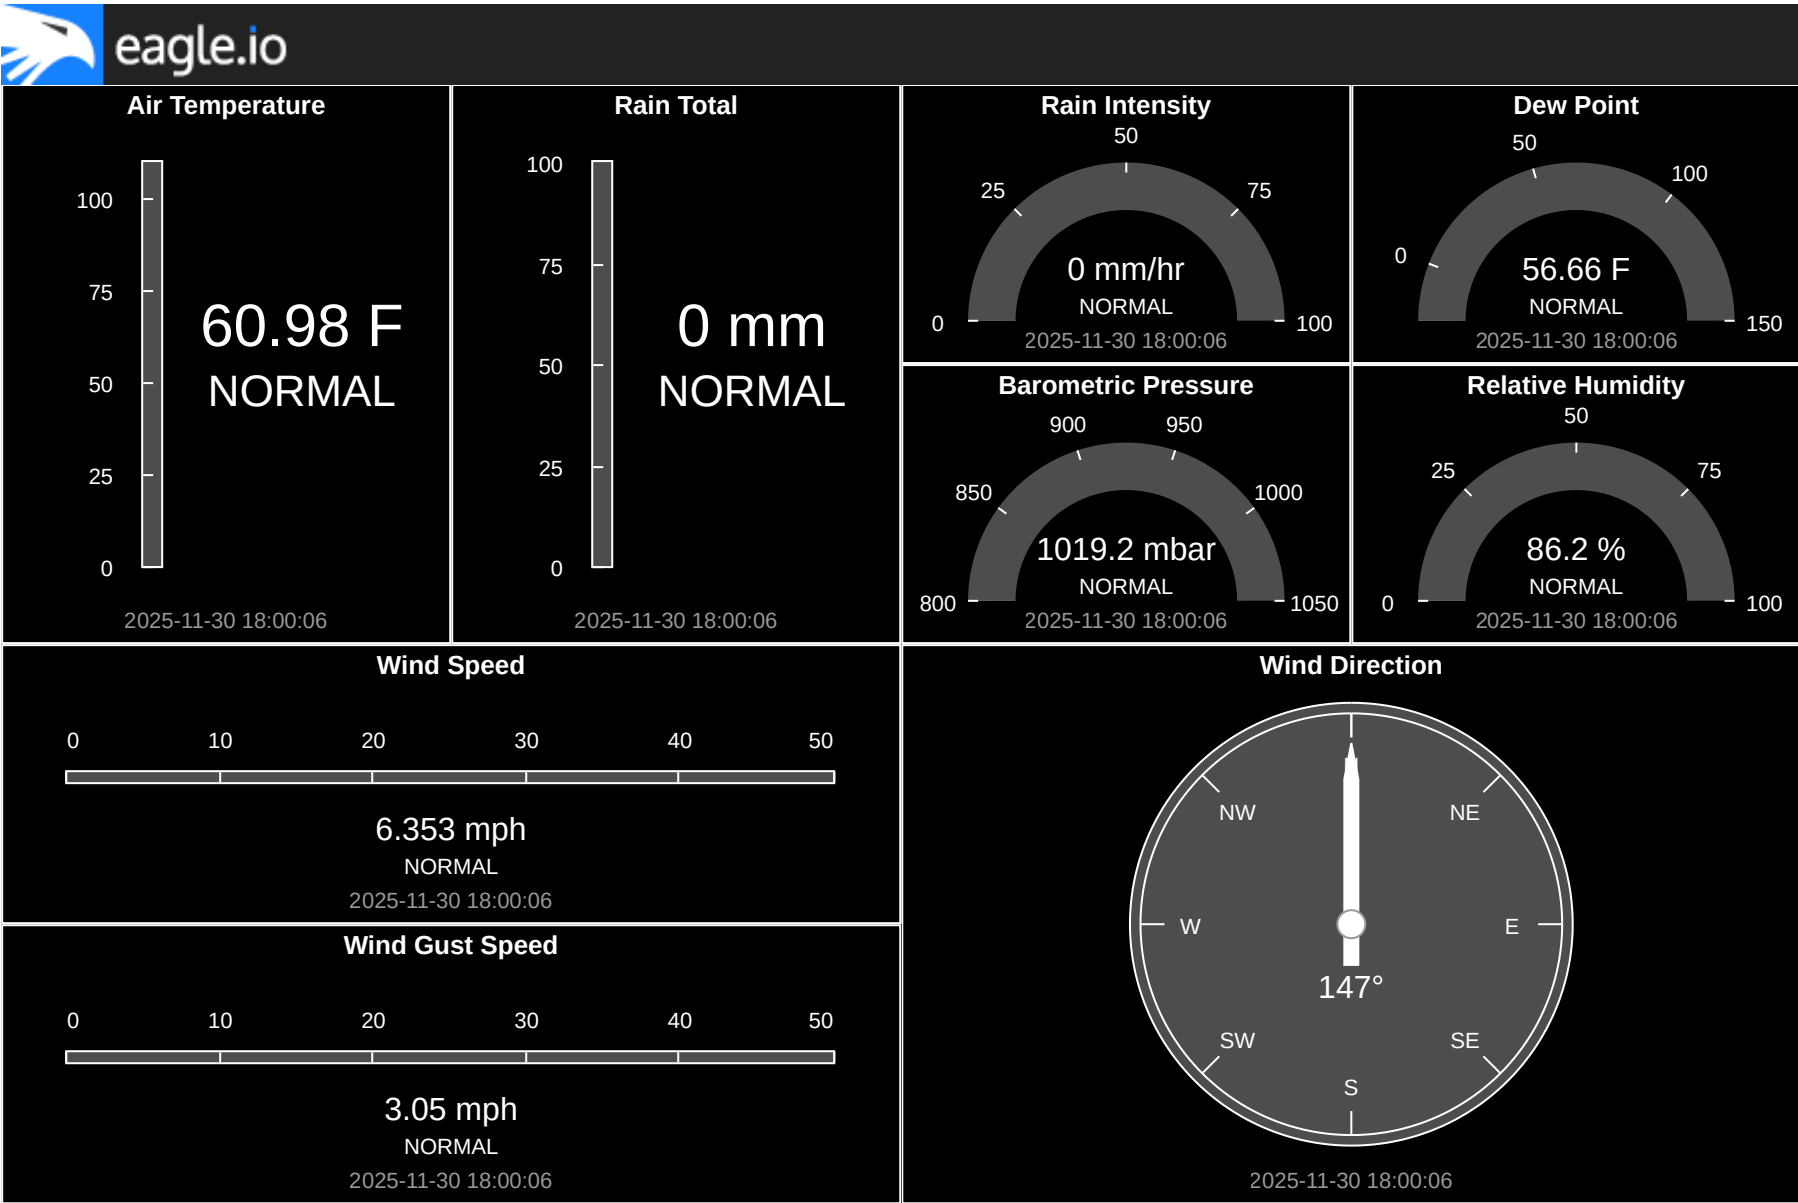 eagle.io
Air Temperature
100
75
50
25
0
60.98 F
NORMAL
2025-11-30 18:00:06
Rain Total
100
75
50
25
0
0 mm
NORMAL
2025-11-30 18:00:06
Rain Intensity
50
25
75
0
100
0 mm/hr
NORMAL
2025-11-30 18:00:06
Dew Point
50
100
0
150
56.66 F
NORMAL
2025-11-30 18:00:06
Barometric Pressure
900
950
850
1000
800
1050
1019.2 mbar
NORMAL
2025-11-30 18:00:06
Relative Humidity
50
25
75
0
100
86.2 %
NORMAL
2025-11-30 18:00:06
Wind Speed
0 10 20 30 40 50
6.353 mph
NORMAL
2025-11-30 18:00:06
Wind Gust Speed
0 10 20 30 40 50
3.05 mph
NORMAL
2025-11-30 18:00:06
Wind Direction
NW NE
W E
147°
SW SE
S
2025-11-30 18:00:06